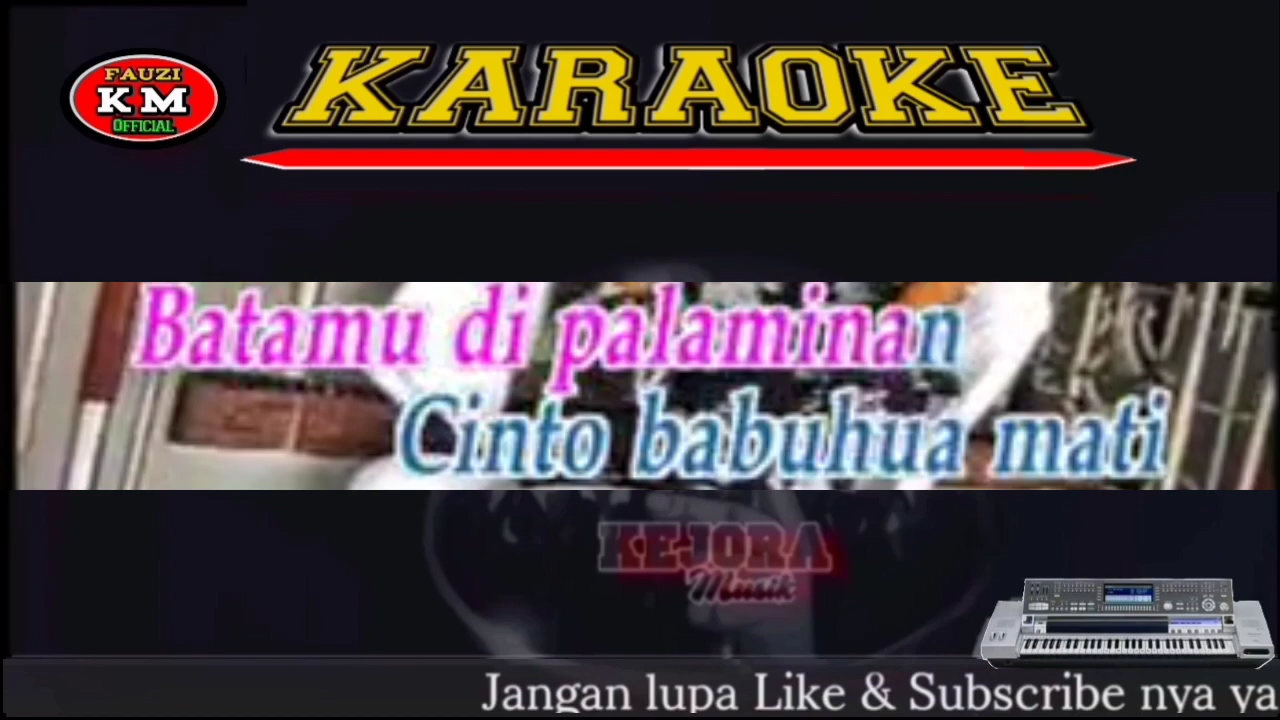 FAUZI
KM
OFFICIAL
KARAOKE
Batamu di palaminan
Cinto babuhua mati
KEJORA
Musik
Jangan lupa Like & Subscribe nya ya